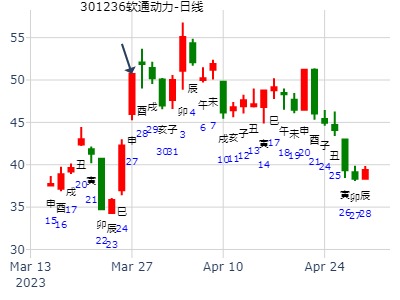 301236软通动力-日线
55
50
45
40
35
30
申 酉 戌 丑 寅 卯 辰 巳 申 酉 戌 亥 子 卯 辰 午 未 戌 亥 子 丑 寅 巳 午 未 申 酉 子 丑 寅 卯 辰
15 16 17 20 21 22 23 24 27 28 29 30 31 3 4 6 7 10 11 12 13 14 17 18 19 20 21 24 25 26 27 28
Mar 13 Mar 27 Apr 10 Apr 24
2023